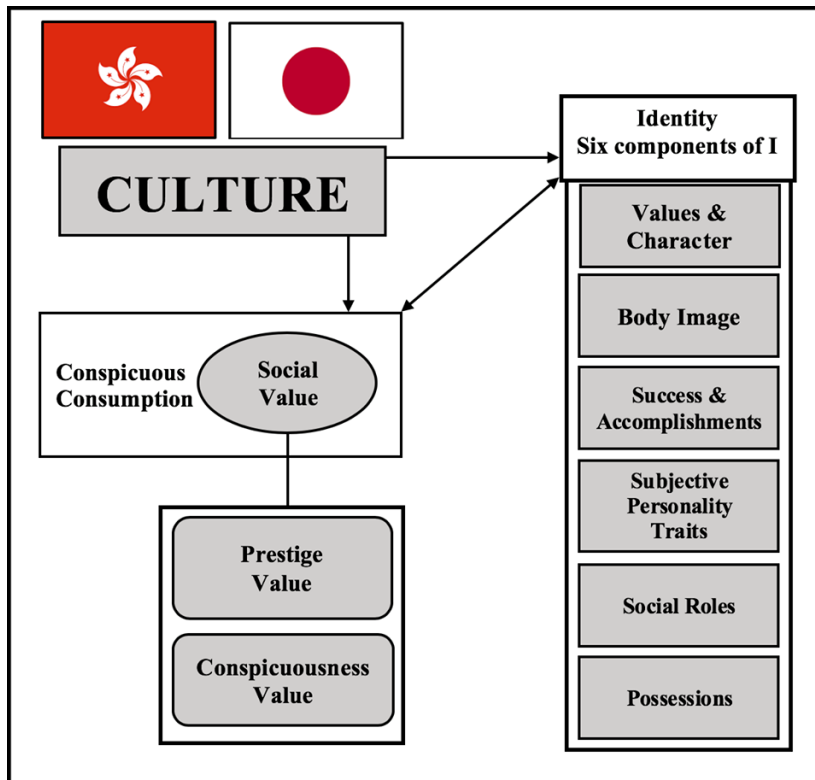 CULTURE
Conspicuous
Consumption
Social
Value
Prestige
Value
Conspicuousness
Value
Identity
Six components of I
Values &
Character
Body Image
Success &
Accomplishments
Subjective
Personality
Traits
Social Roles
Possessions